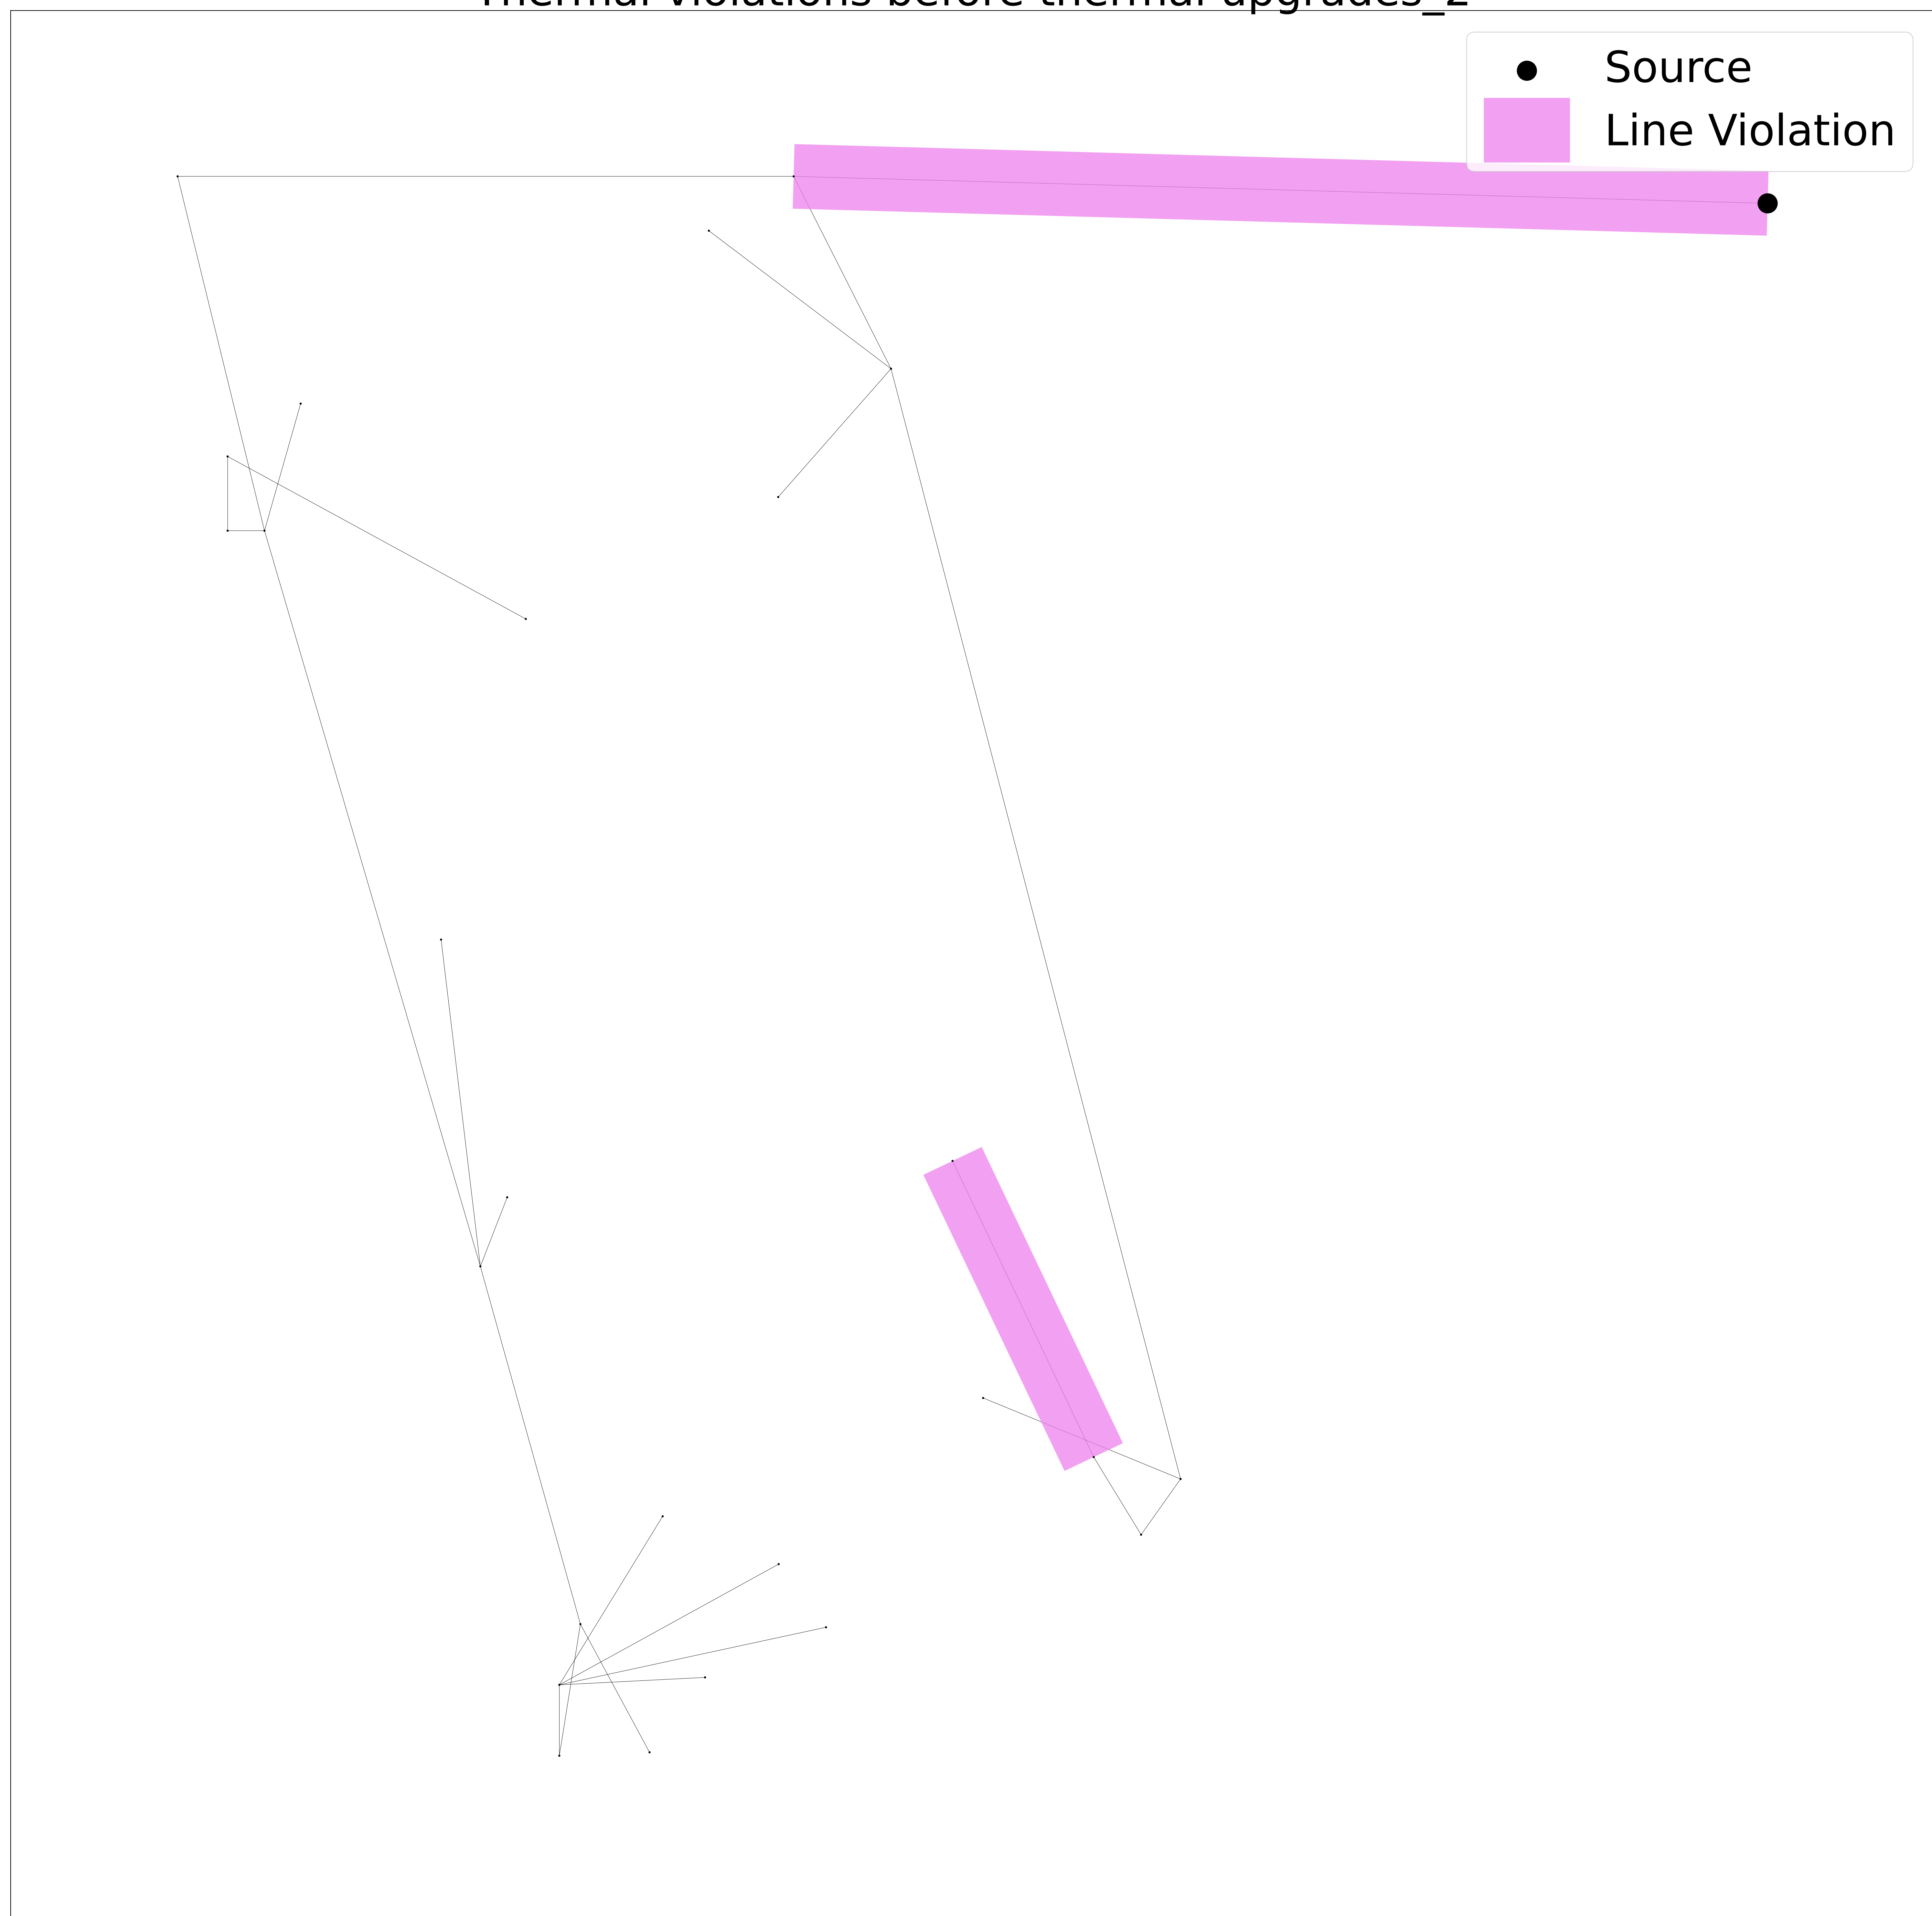 Thermal violations before thermal upgrades_2
Source
Line Violation